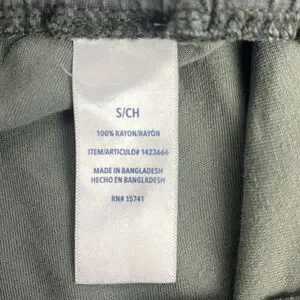 S/CH
100% RAYON/RAYÓN
ITEM/ARTICULO# 1423666
MADE IN BANGLADESH
HECHO EN BANGLADESH
RN# 15741